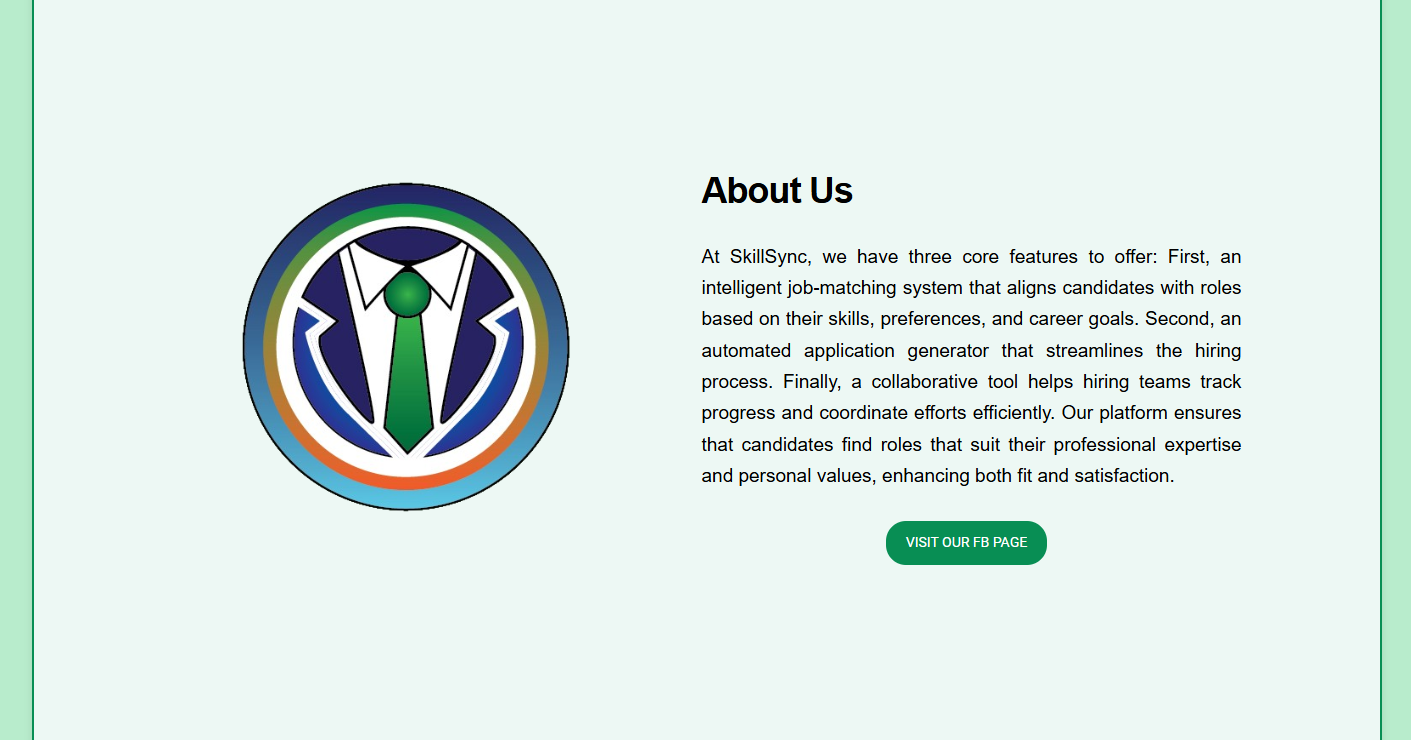 About Us
At SkillSync, we have three core features to offer: First, an
intelligent job-matching system that aligns candidates with roles
based on their skills, preferences, and career goals. Second, an
automated application generator that streamlines the hiring
process. Finally, a collaborative tool helps hiring teams track
progress and coordinate efforts efficiently. Our platform ensures
that candidates find roles that suit their professional expertise
and personal values, enhancing both fit and satisfaction.
VISIT OUR FB PAGE